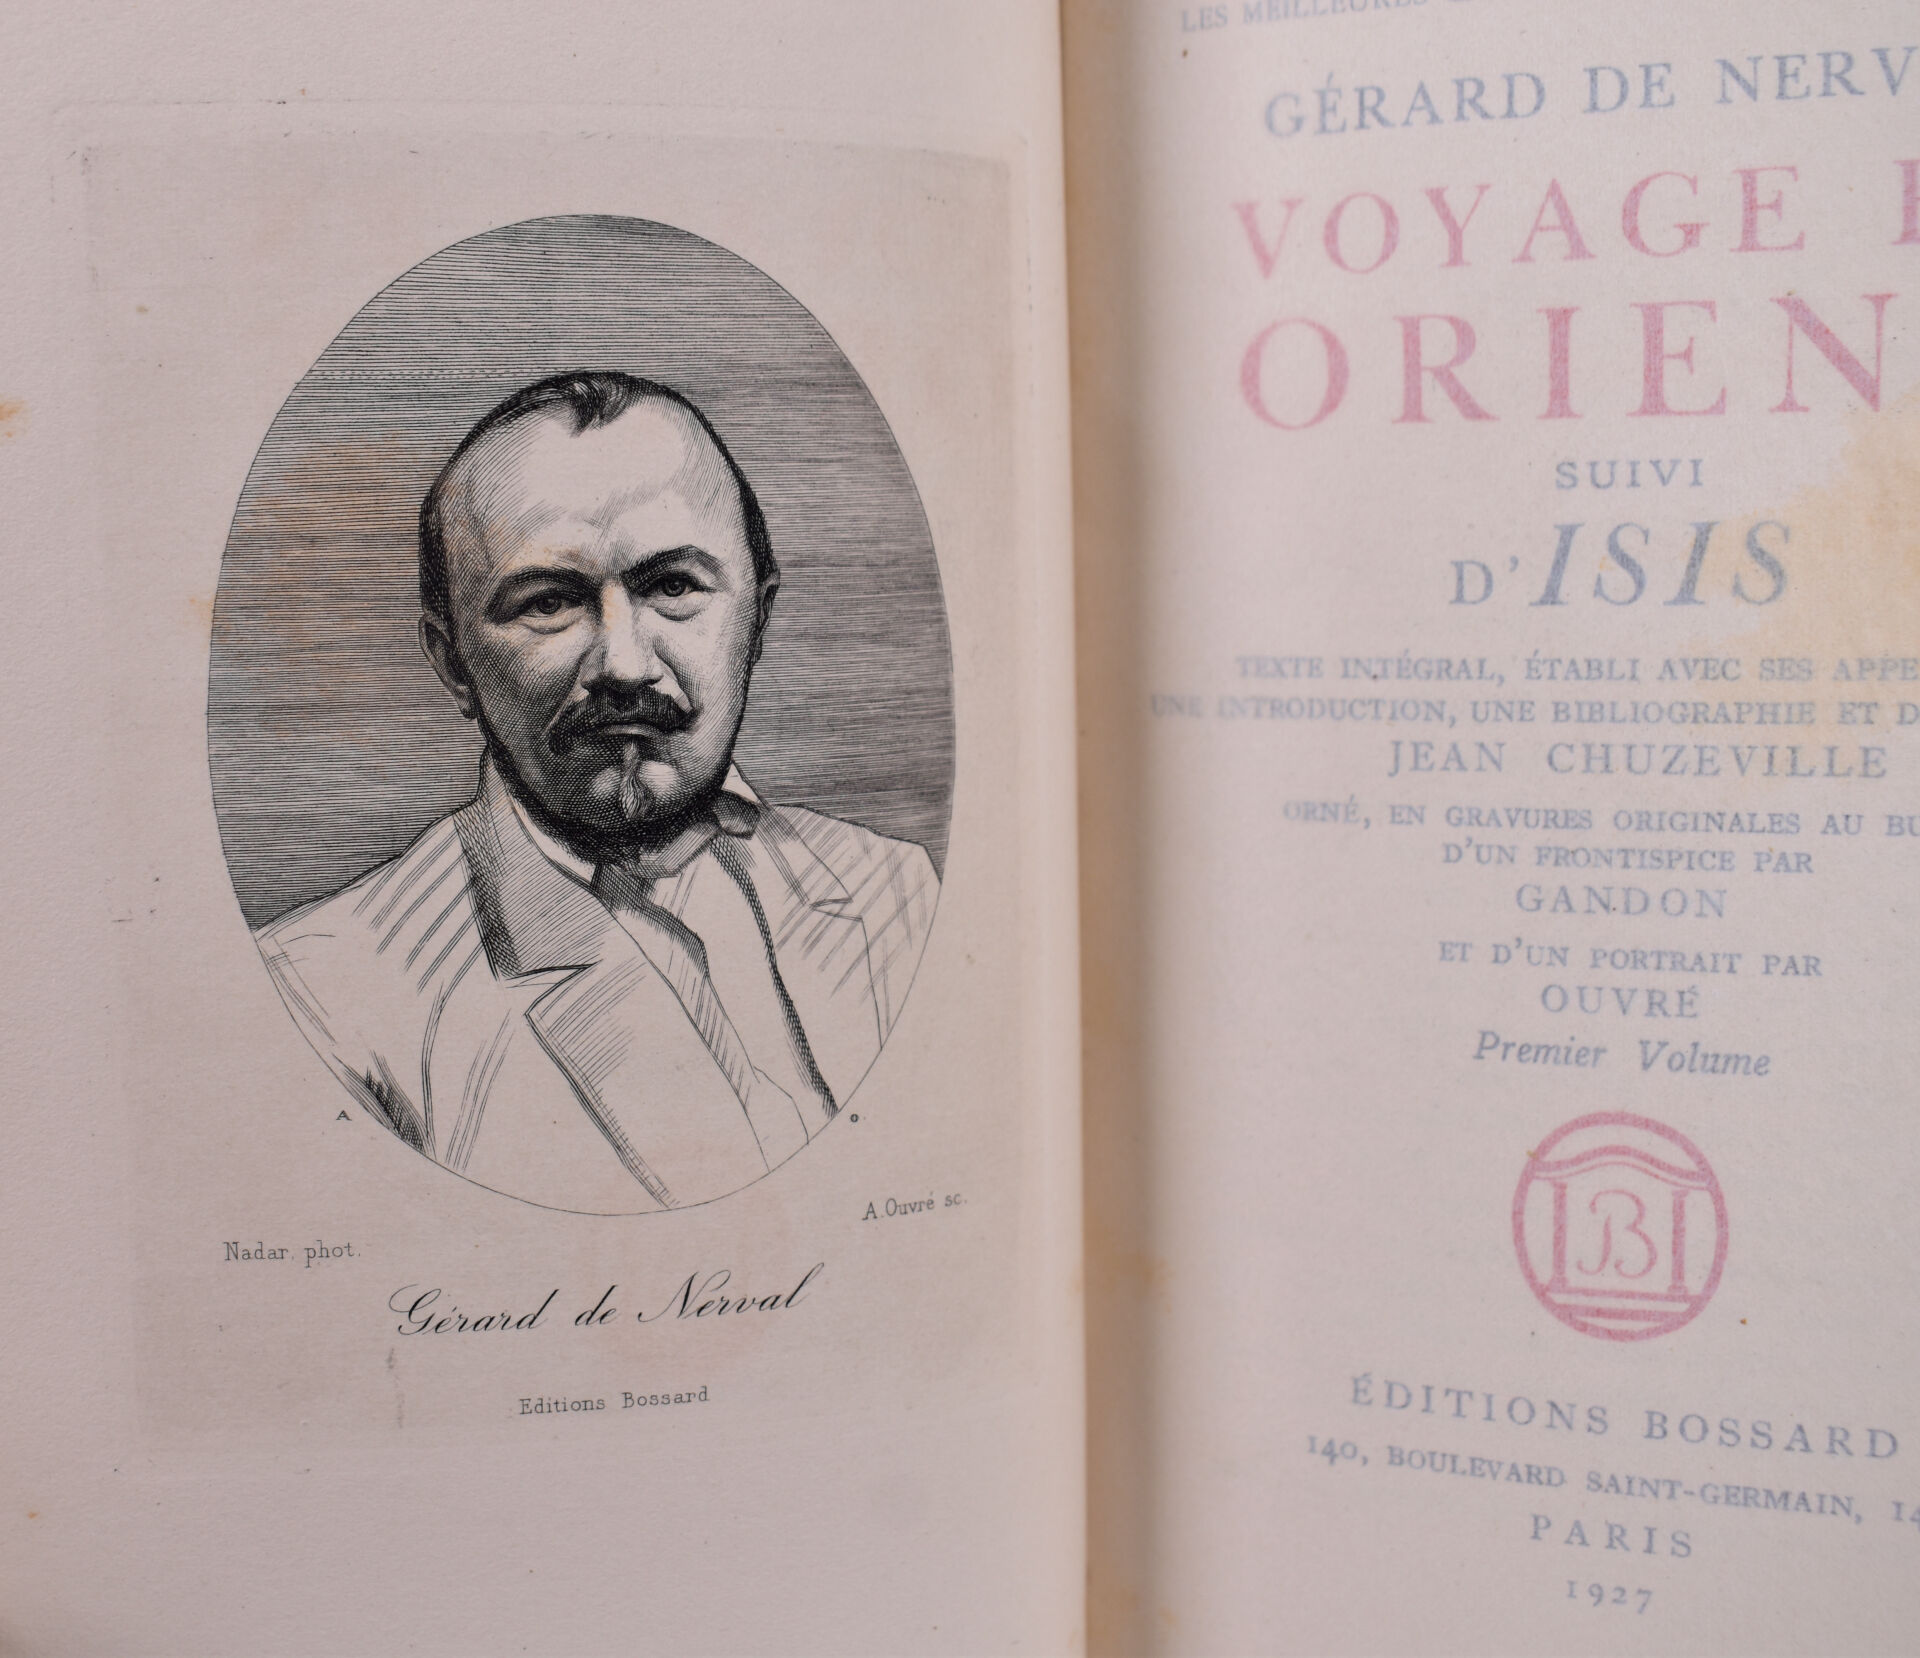 A
O
A. Ouvré sc.
Nadar. phot.
Gérard de Nerval
Editions Bossard
LES MEILLEURES
GÉRARD DE NERV
VOYAGE
ORIEN
SUIVI
D'ISIS
TEXTE INTÉGRAL, ÉTABLI AVEC SES APPE
UNE INTRODUCTION, UNE BIBLIOGRAPHIE ET D
JEAN CHUZEVILLE
ORNÉ, EN GRAVURES ORIGINALES AU BU
D'UN FRONTISPICE PAR
GANDON
ET D'UN PORTRAIT PAR
OUVRÉ
Premier Volume
B
ÉDITIONS BOSSARD
140, BOULEVARD SAINT-GERMAIN, 14
PARIS
1927